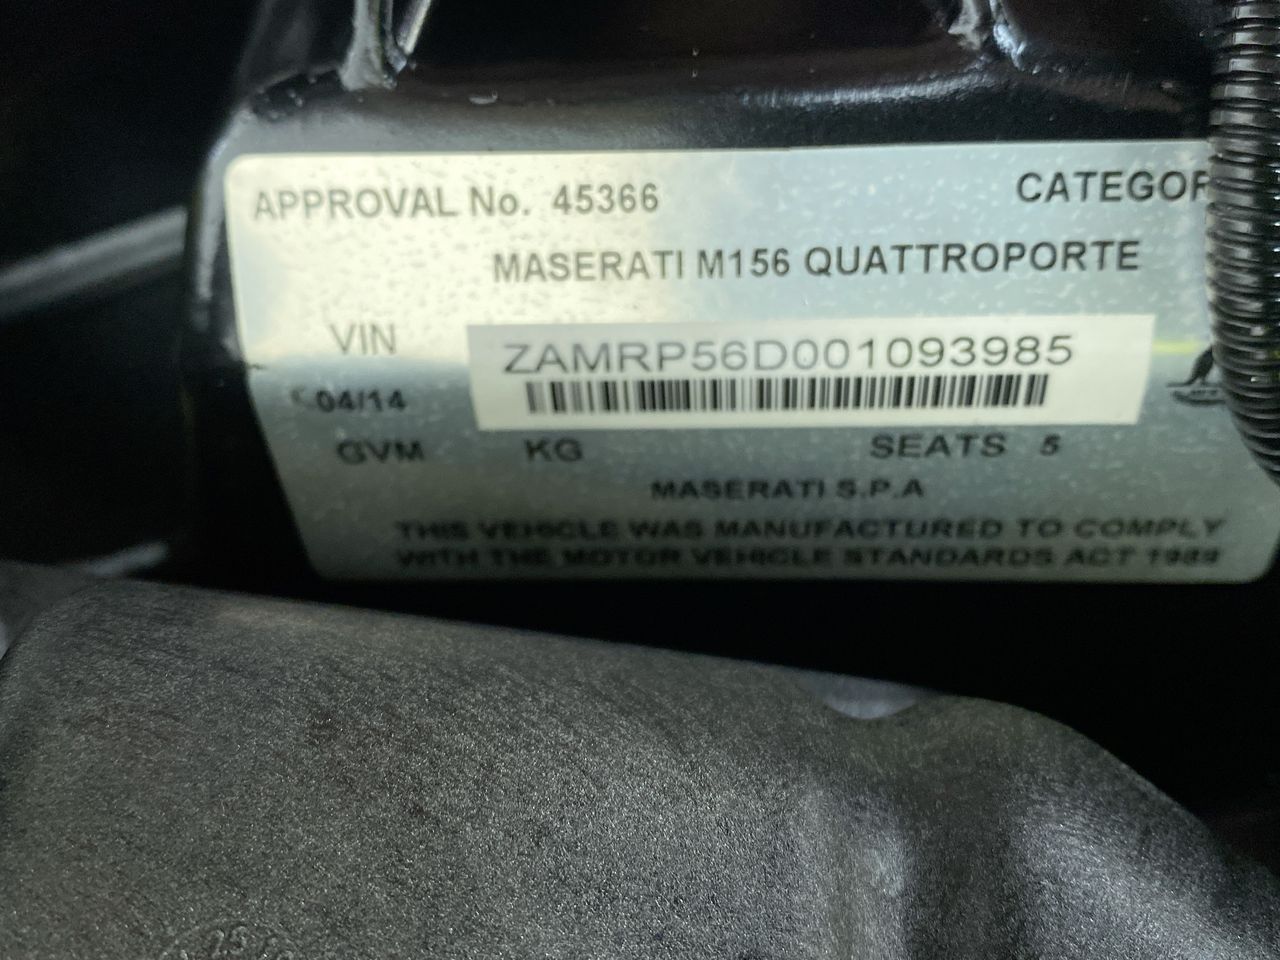 APPROVAL No. 45366 CATEGOR
MASERATI M156 QUATTROPORTE
VIN ZAMRP56D001093985
04/14
GVM KG SEATS 5
MASERATI S.P.A
THIS VEHICLE WAS MANUFACTURED TO COMPLY
WITH THE MOTOR VEHICLE STANDARDS ACT 1989